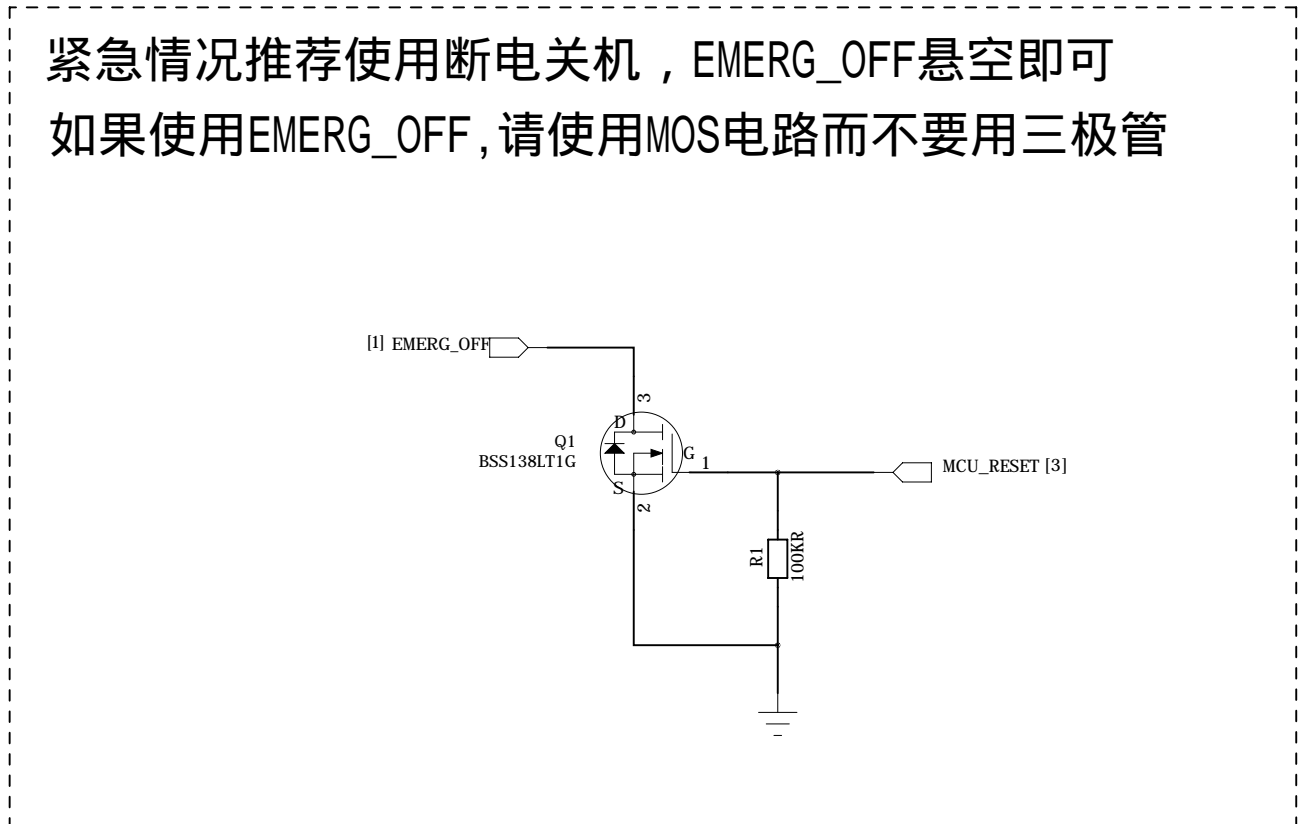 紧急情况推荐使用断电关机，EMERG_OFF悬空即可
如果使用EMERG_OFF,请使用MOS电路而不要用三极管
[1] EMERG_OFF
3
D
Q1
BSS138LT1G
G
1
MCU_RESET [3]
S
2
R1
100KR